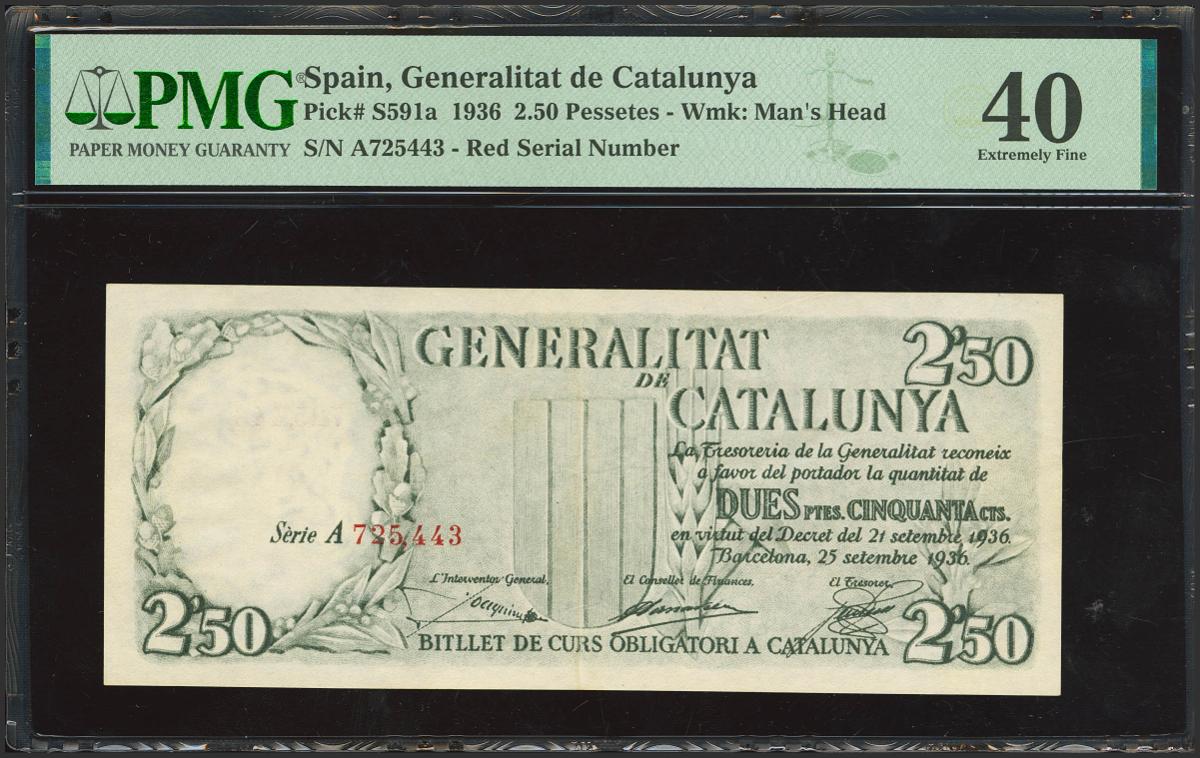 PMG®
PAPER MONEY GUARANTY
Spain, Generalitat de Catalunya
Pick# S591a 1936 2.50 Pessetes - Wmk: Man's Head
S/N A725443 - Red Serial Number
40
Extremely Fine
GENERALITAT
DE
CATALUNYA
2'50
La Tresoreria de la Generalitat reconeix
a favor del portador la quantitat de
DUES PTES. CINQUANTA CTS.
en virtut del Decret del 21 setembre 1936.
Barcelona, 25 setembre 1936.
Sèrie A 725,443
L'Interventor General,
El Conseller de Finances,
El Tresorer,
2'50
BITLLET DE CURS OBLIGATORI A CATALUNYA
2'50